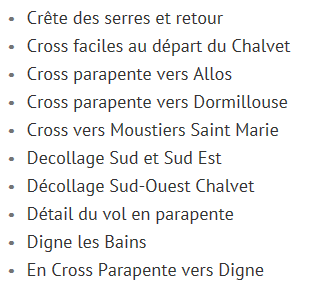 • Crête des serres et retour
• Cross faciles au départ du Chalvet
• Cross parapente vers Allos
• Cross parapente vers Dormillouse
• Cross vers Moustiers Saint Marie
• Decollage Sud et Sud Est
• Décollage Sud-Ouest Chalvet
• Détail du vol en parapente
• Digne les Bains
• En Cross Parapente vers Digne